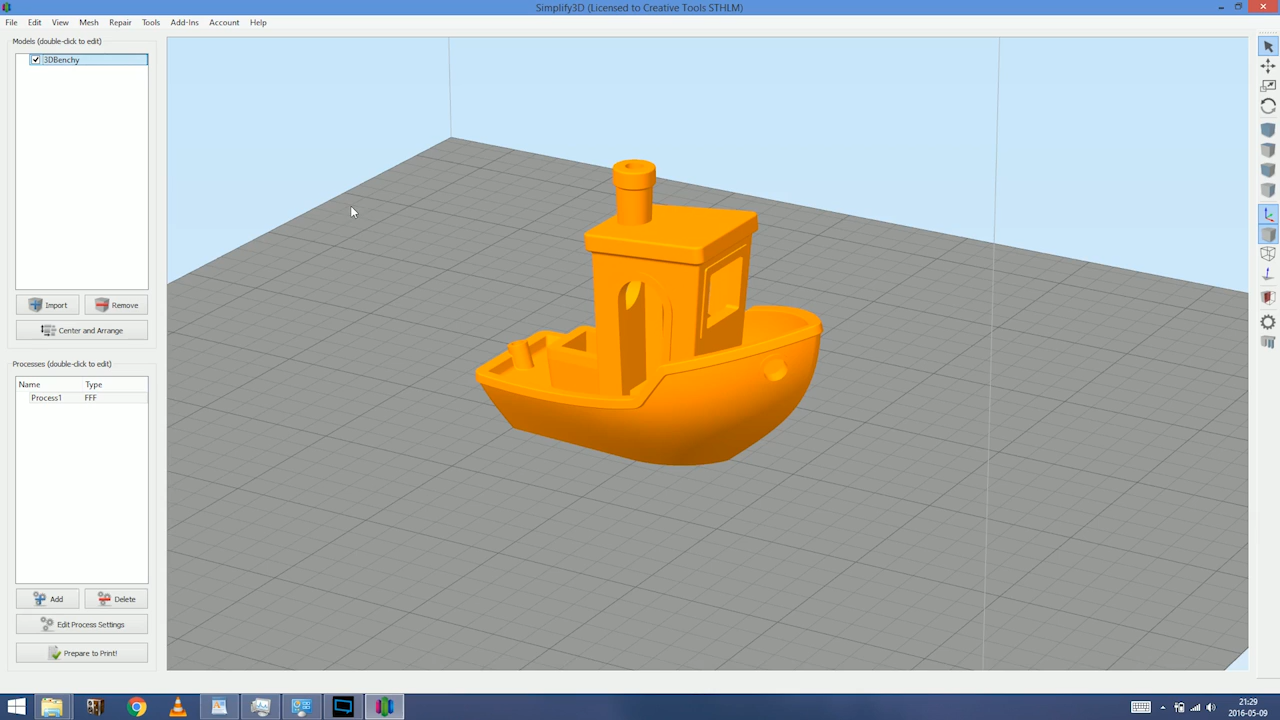 Simplify3D (Licensed to Creative Tools STHLM)
File Edit View Mesh Repair Tools Add-Ins Account Help
Models (double-click to edit)
3DBenchy
Import Remove
Center and Arrange
Processes (double-click to edit)
Name Type
Process1 FFF
Add Delete
Edit Process Settings
Prepare to Print!
21:29
2016-05-09